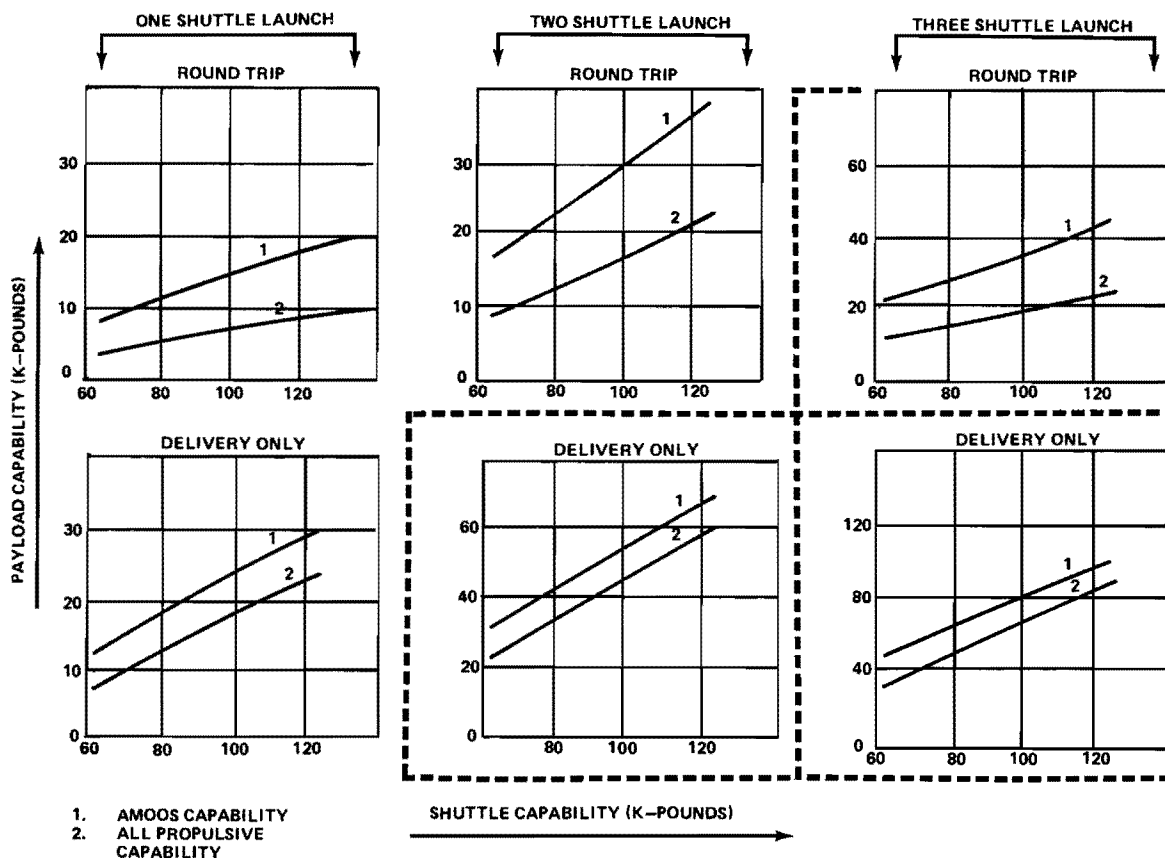 ONE SHUTTLE LAUNCH
TWO SHUTTLE LAUNCH
THREE SHUTTLE LAUNCH
ROUND TRIP
ROUND TRIP
ROUND TRIP
30
20
10
0
60 80 100 120
1
2
30
20
10
0
60 80 100 120
1
2
60
40
20
0
60 80 100 120
1
2
DELIVERY ONLY
DELIVERY ONLY
DELIVERY ONLY
30
20
10
0
60 80 100 120
1
2
60
40
20
0
60 80 100 120
1
2
120
80
40
0
60 80 100 120
1
2
PAYLOAD CAPABILITY (K-POUNDS)
SHUTTLE CAPABILITY (K-POUNDS)
1. AMOOS CAPABILITY
2. ALL PROPULSIVE
CAPABILITY